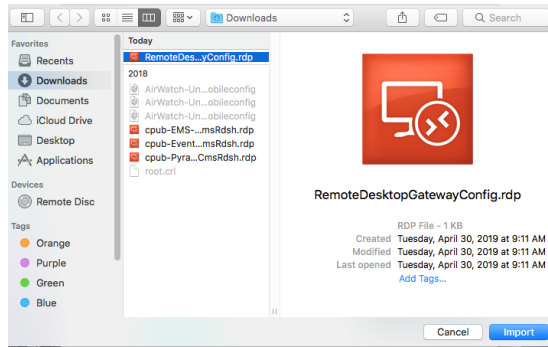 Downloads
Search
Favorites
Recents
Downloads
Documents
iCloud Drive
Desktop
Applications
Devices
Remote Disc
Tags
Orange
Purple
Green
Blue
Today
RemoteDes...yConfig.rdp
2018
AirWatch-Un...obileconfig
AirWatch-Un...obileconfig
AirWatch-Un...obileconfig
cpub-EMS-...msRdsh.rdp
cpub-Event...msRdsh.rdp
cpub-Pyra...CmsRdsh.rdp
root.crl
RemoteDesktopGatewayConfig.rdp
RDP File - 1 KB
Created Tuesday, April 30, 2019 at 9:11 AM
Modified Tuesday, April 30, 2019 at 9:11 AM
Last opened Tuesday, April 30, 2019 at 9:11 AM
Add Tags...
Cancel Import